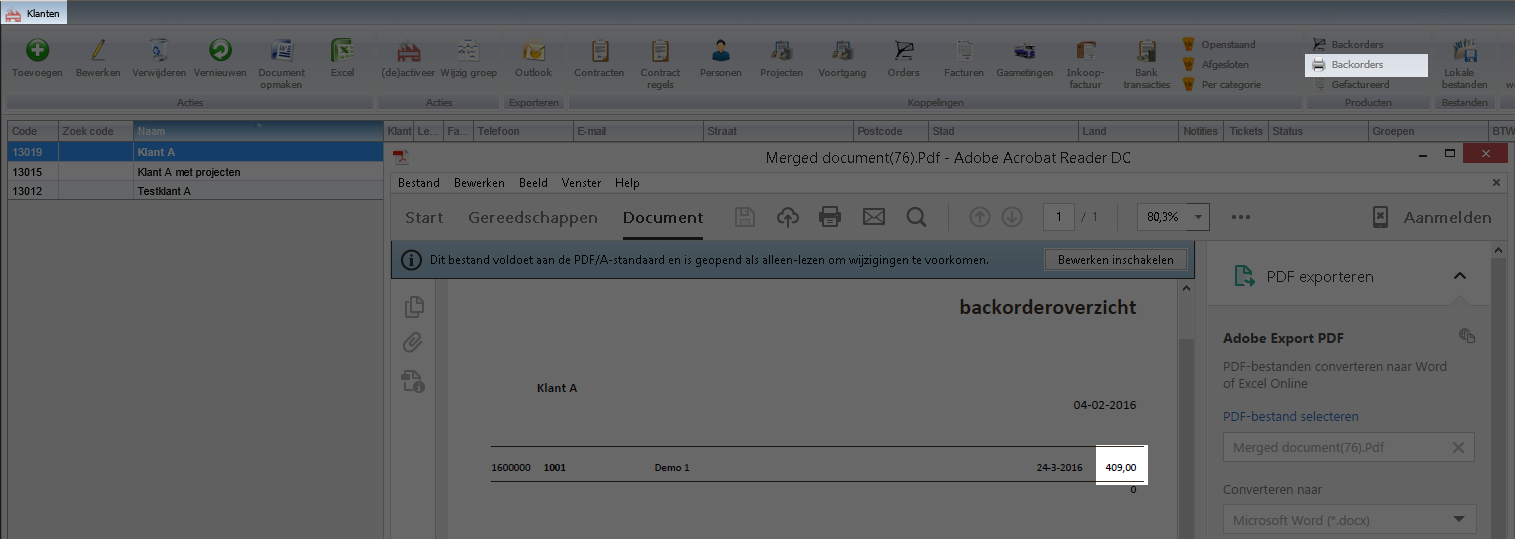 Klanten
Toevoegen Bewerken Verwijderen Vernieuwen Document opmaken Excel (de)activeer Wijzig groep Outlook Contracten Contract regels Personen Projecten Voortgang Orders Facturen Gasmetingen Inkoop-factuur Bank transacties
Openstaand
Afgesloten
Per categorie
Backorders
Backorders
Gefactureerd
Lokale bestanden
Acties Acties Exporteren Koppelingen Producten Bestanden
Code Zoek code Naam Klant Le... Fa... Telefoon E-mail Straat Postcode Stad Land Notities Tickets Status Groepen BTW
13019 Klant A
13015 Klant A met projecten
13012 Testklant A
Merged document(76).Pdf - Adobe Acrobat Reader DC
Bestand Bewerken Beeld Venster Help
Start Gereedschappen Document 1 / 1 80,3% Aanmelden
Dit bestand voldoet aan de PDF/A-standaard en is geopend als alleen-lezen om wijzigingen te voorkomen. Bewerken inschakelen
backorderoverzicht
Klant A
04-02-2016
1600000 1001 Demo 1 24-3-2016 409,00
0
PDF exporteren
Adobe Export PDF
PDF-bestanden converteren naar Word
of Excel Online
PDF-bestand selecteren
Merged document(76).Pdf
Converteren naar
Microsoft Word (*.docx)